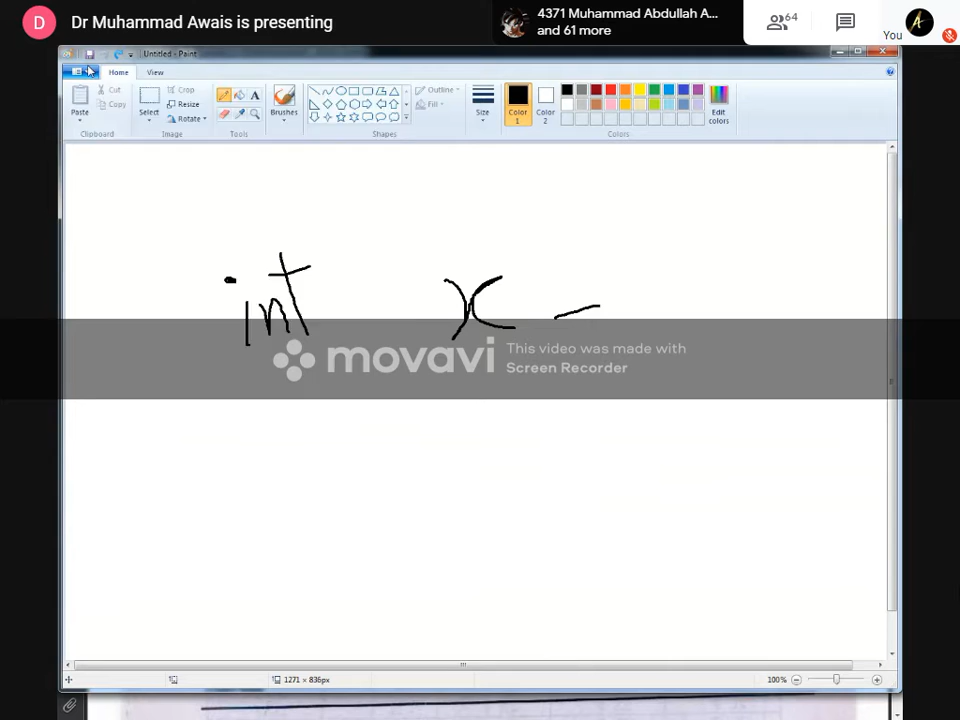 D Dr Muhammad Awais is presenting
4371 Muhammad Abdullah A...
and 61 more
64
You
Untitled - Paint
Home View
Paste
Cut
Copy
Clipboard
Select
Crop
Resize
Rotate
Image
A
Tools
Brushes
Outline
Fill
Shapes
Size
Color
1
Color
2
Edit
colors
Colors
int x -
movavi
This video was made with
Screen Recorder
1271 × 836px
100%